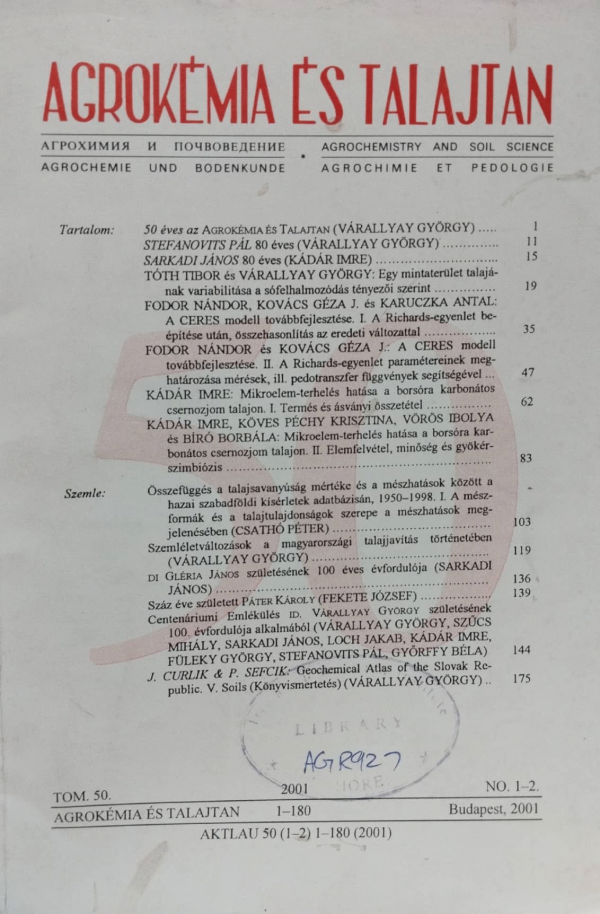 AGROKÉMIA ÉS TALAJTAN
АГРОХИМИЯ И ПОЧВОВЕДЕНИЕ • AGROCHEMISTRY AND SOIL SCIENCE
AGROCHEMIE UND BODENKUNDE AGROCHIMIE ET PEDOLOGIE
Tartalom: 50 éves az AGROKÉMIA ÉS TALAJTAN (VÁRALLYAY GYÖRGY) ..... 1
STEFANOVITS PÁL 80 éves (VÁRALLYAY GYÖRGY) .............. 11
SARKADI JÁNOS 80 éves (KÁDÁR IMRE) ............................... 15
TÓTH TIBOR és VÁRALLYAY GYÖRGY: Egy mintaterület talajá-
nak variabilitása a sófelhalmozódás tényezői szerint ................ 19
FODOR NÁNDOR, KOVÁCS GÉZA J. és KARUCZKA ANTAL:
A CERES modell továbbfejlesztése. I. A Richards-egyenlet be-
építése után, összehasonlítás az eredeti változattal .................. 35
FODOR NÁNDOR és KOVÁCS GÉZA J.: A CERES modell
továbbfejlesztése. II. A Richards-egyenlet paramétereinek meg-
határozása mérések, ill. pedotranszfer függvények segítségével ... 47
KÁDÁR IMRE: Mikroelem-terhelés hatása a borsóra karbonátos
csernozjom talajon. I. Termés és ásványi összetétel ................. 62
KÁDÁR IMRE, KÖVES PÉCHY KRISZTINA, VÖRÖS IBOLYA
és BÍRÓ BORBÁLA: Mikroelem-terhelés hatása a borsóra kar-
bonátos csernozjom talajon. II. Elemfelvétel, minőség és gyökér-
szimbiózis .................................................................... 83
Szemle: Összefüggés a talajsavanyúság mértéke és a mészhatások között a
hazai szabadföldi kísérletek adatbázisán, 1950–1998. I. A mész-
formák és a talajtulajdonságok szerepe a mészhatások meg-
jelenésében (CSATHÓ PÉTER) ........................................ 103
Szemléletváltozások a magyarországi talajjavítás történetében
(VÁRALLYAY GYÖRGY) .............................................. 119
DI GLÉRIA JÁNOS születésének 100 éves évfordulója (SARKADI
JÁNOS) ........................................................................ 136
Száz éve született PÁTER KÁROLY (FEKETE JÓZSEF) ................. 139
Centenáriumi Emlékülés ID. VÁRALLYAY GYÖRGY születésének
100. évfordulója alkalmából (VÁRALLYAY GYÖRGY, SZŰCS
MIHÁLY, SARKADI JÁNOS, LOCH JAKAB, KÁDÁR IMRE,
FÜLEKY GYÖRGY, STEFANOVITS PÁL, GYŐRFFY BÉLA) 144
J. CURLIK & P. SEFCIK: Geochemical Atlas of the Slovak Re-
public. V. Soils (Könyvismertetés) (VÁRALLYAY GYÖRGY) .. 175
LIBRARY
AGR927
TOM. 50. 2001 NO. 1–2.
AGROKÉMIA ÉS TALAJTAN 1–180 Budapest, 2001
AKTLAU 50 (1–2) 1–180 (2001)